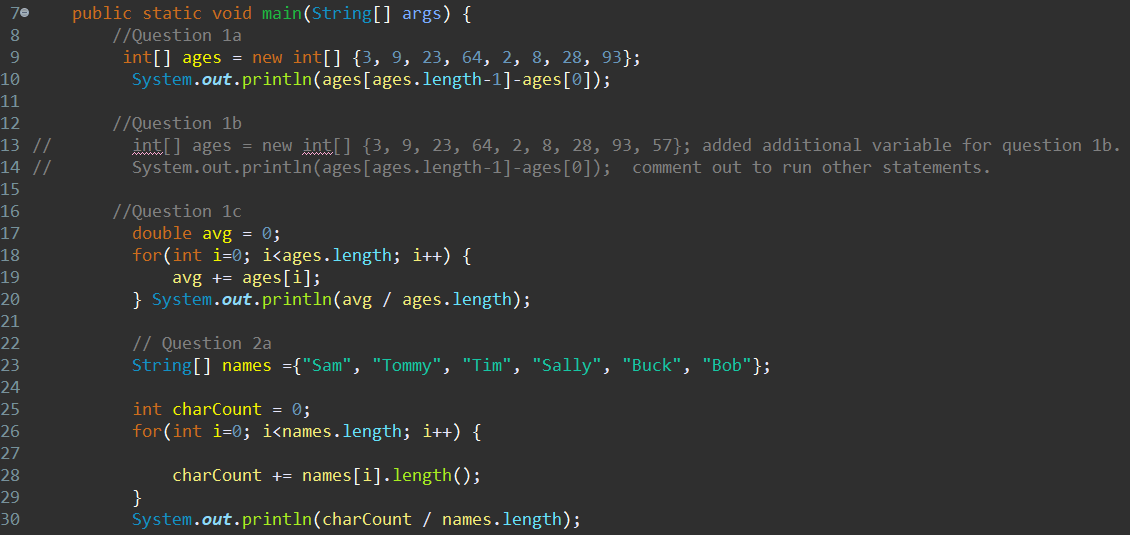 7 public static void main(String[] args) {
8 //Question 1a
9 int[] ages = new int[] {3, 9, 23, 64, 2, 8, 28, 93};
10 System.out.println(ages[ages.length-1]-ages[0]);
11
12 //Question 1b
13 // int[] ages = new int[] {3, 9, 23, 64, 2, 8, 28, 93, 57}; added additional variable for question 1b.
14 // System.out.println(ages[ages.length-1]-ages[0]); comment out to run other statements.
15
16 //Question 1c
17 double avg = 0;
18 for(int i=0; i<ages.length; i++) {
19 avg += ages[i];
20 } System.out.println(avg / ages.length);
21
22 // Question 2a
23 String[] names ={"Sam", "Tommy", "Tim", "Sally", "Buck", "Bob"};
24
25 int charCount = 0;
26 for(int i=0; i<names.length; i++) {
27
28 charCount += names[i].length();
29 }
30 System.out.println(charCount / names.length);